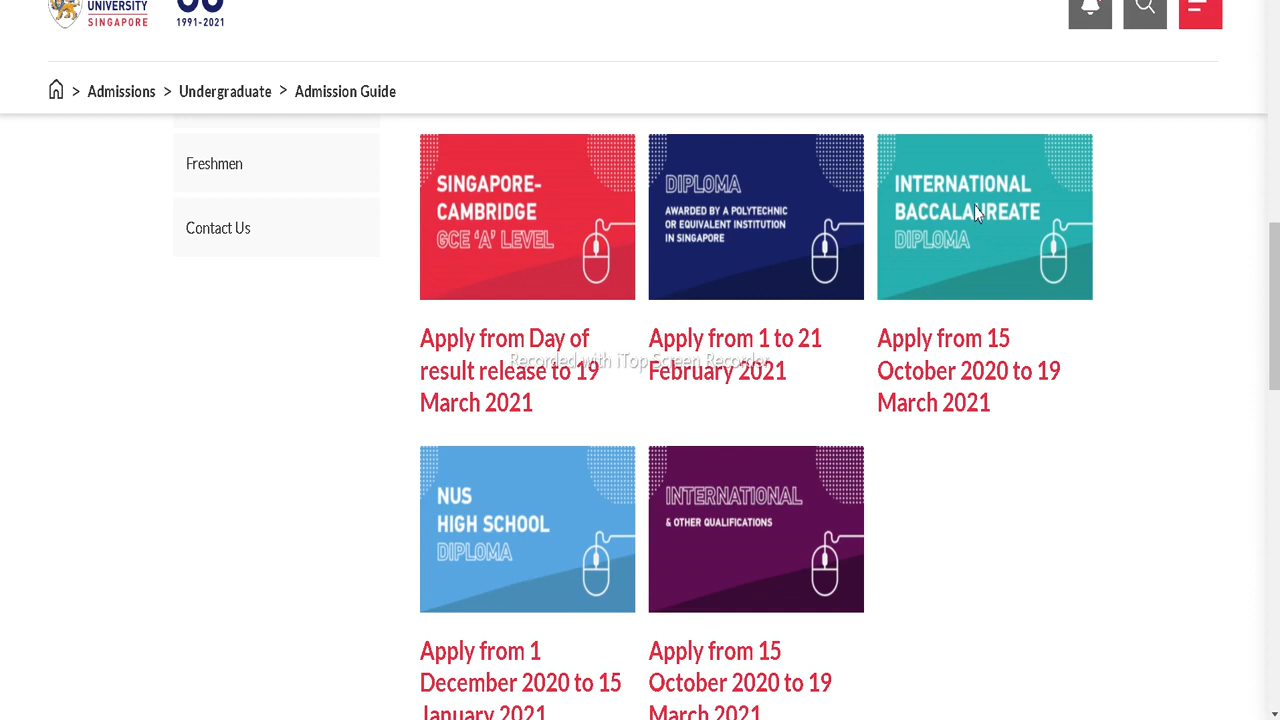 UNIVERSITY
SINGAPORE
1991-2021
> Admissions > Undergraduate > Admission Guide
Freshmen
Contact Us
SINGAPORE-
CAMBRIDGE
GCE 'A' LEVEL
DIPLOMA
AWARDED BY A POLYTECHNIC
OR EQUIVALENT INSTITUTION
IN SINGAPORE
INTERNATIONAL
BACCALAUREATE
DIPLOMA
Apply from Day of
result release to 19
March 2021
Apply from 1 to 21
February 2021
Apply from 15
October 2020 to 19
March 2021
Recorded with iTop Screen Recorder
NUS
HIGH SCHOOL
DIPLOMA
INTERNATIONAL
& OTHER QUALIFICATIONS
Apply from 1
December 2020 to 15
January 2021
Apply from 15
October 2020 to 19
March 2021